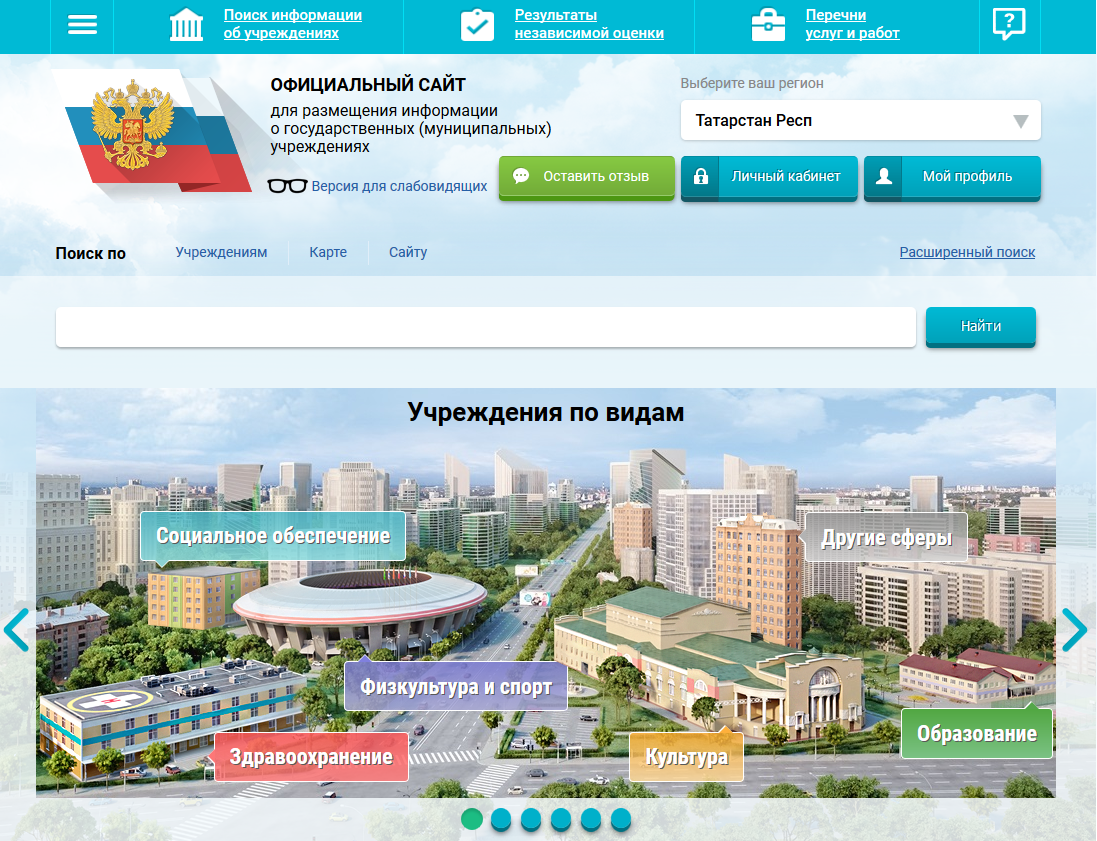 Поиск информации
об учреждениях
Результаты
независимой оценки
Перечни
услуг и работ
?
ОФИЦИАЛЬНЫЙ САЙТ
для размещения информации
о государственных (муниципальных)
учреждениях
Версия для слабовидящих
Выберите ваш регион
Татарстан Респ
Оставить отзыв
Личный кабинет
Мой профиль
Поиск по
Учреждениям
Карте
Сайту
Расширенный поиск
Найти
Учреждения по видам
Социальное обеспечение
Другие сферы
Физкультура и спорт
Образование
Здравоохранение
Культура